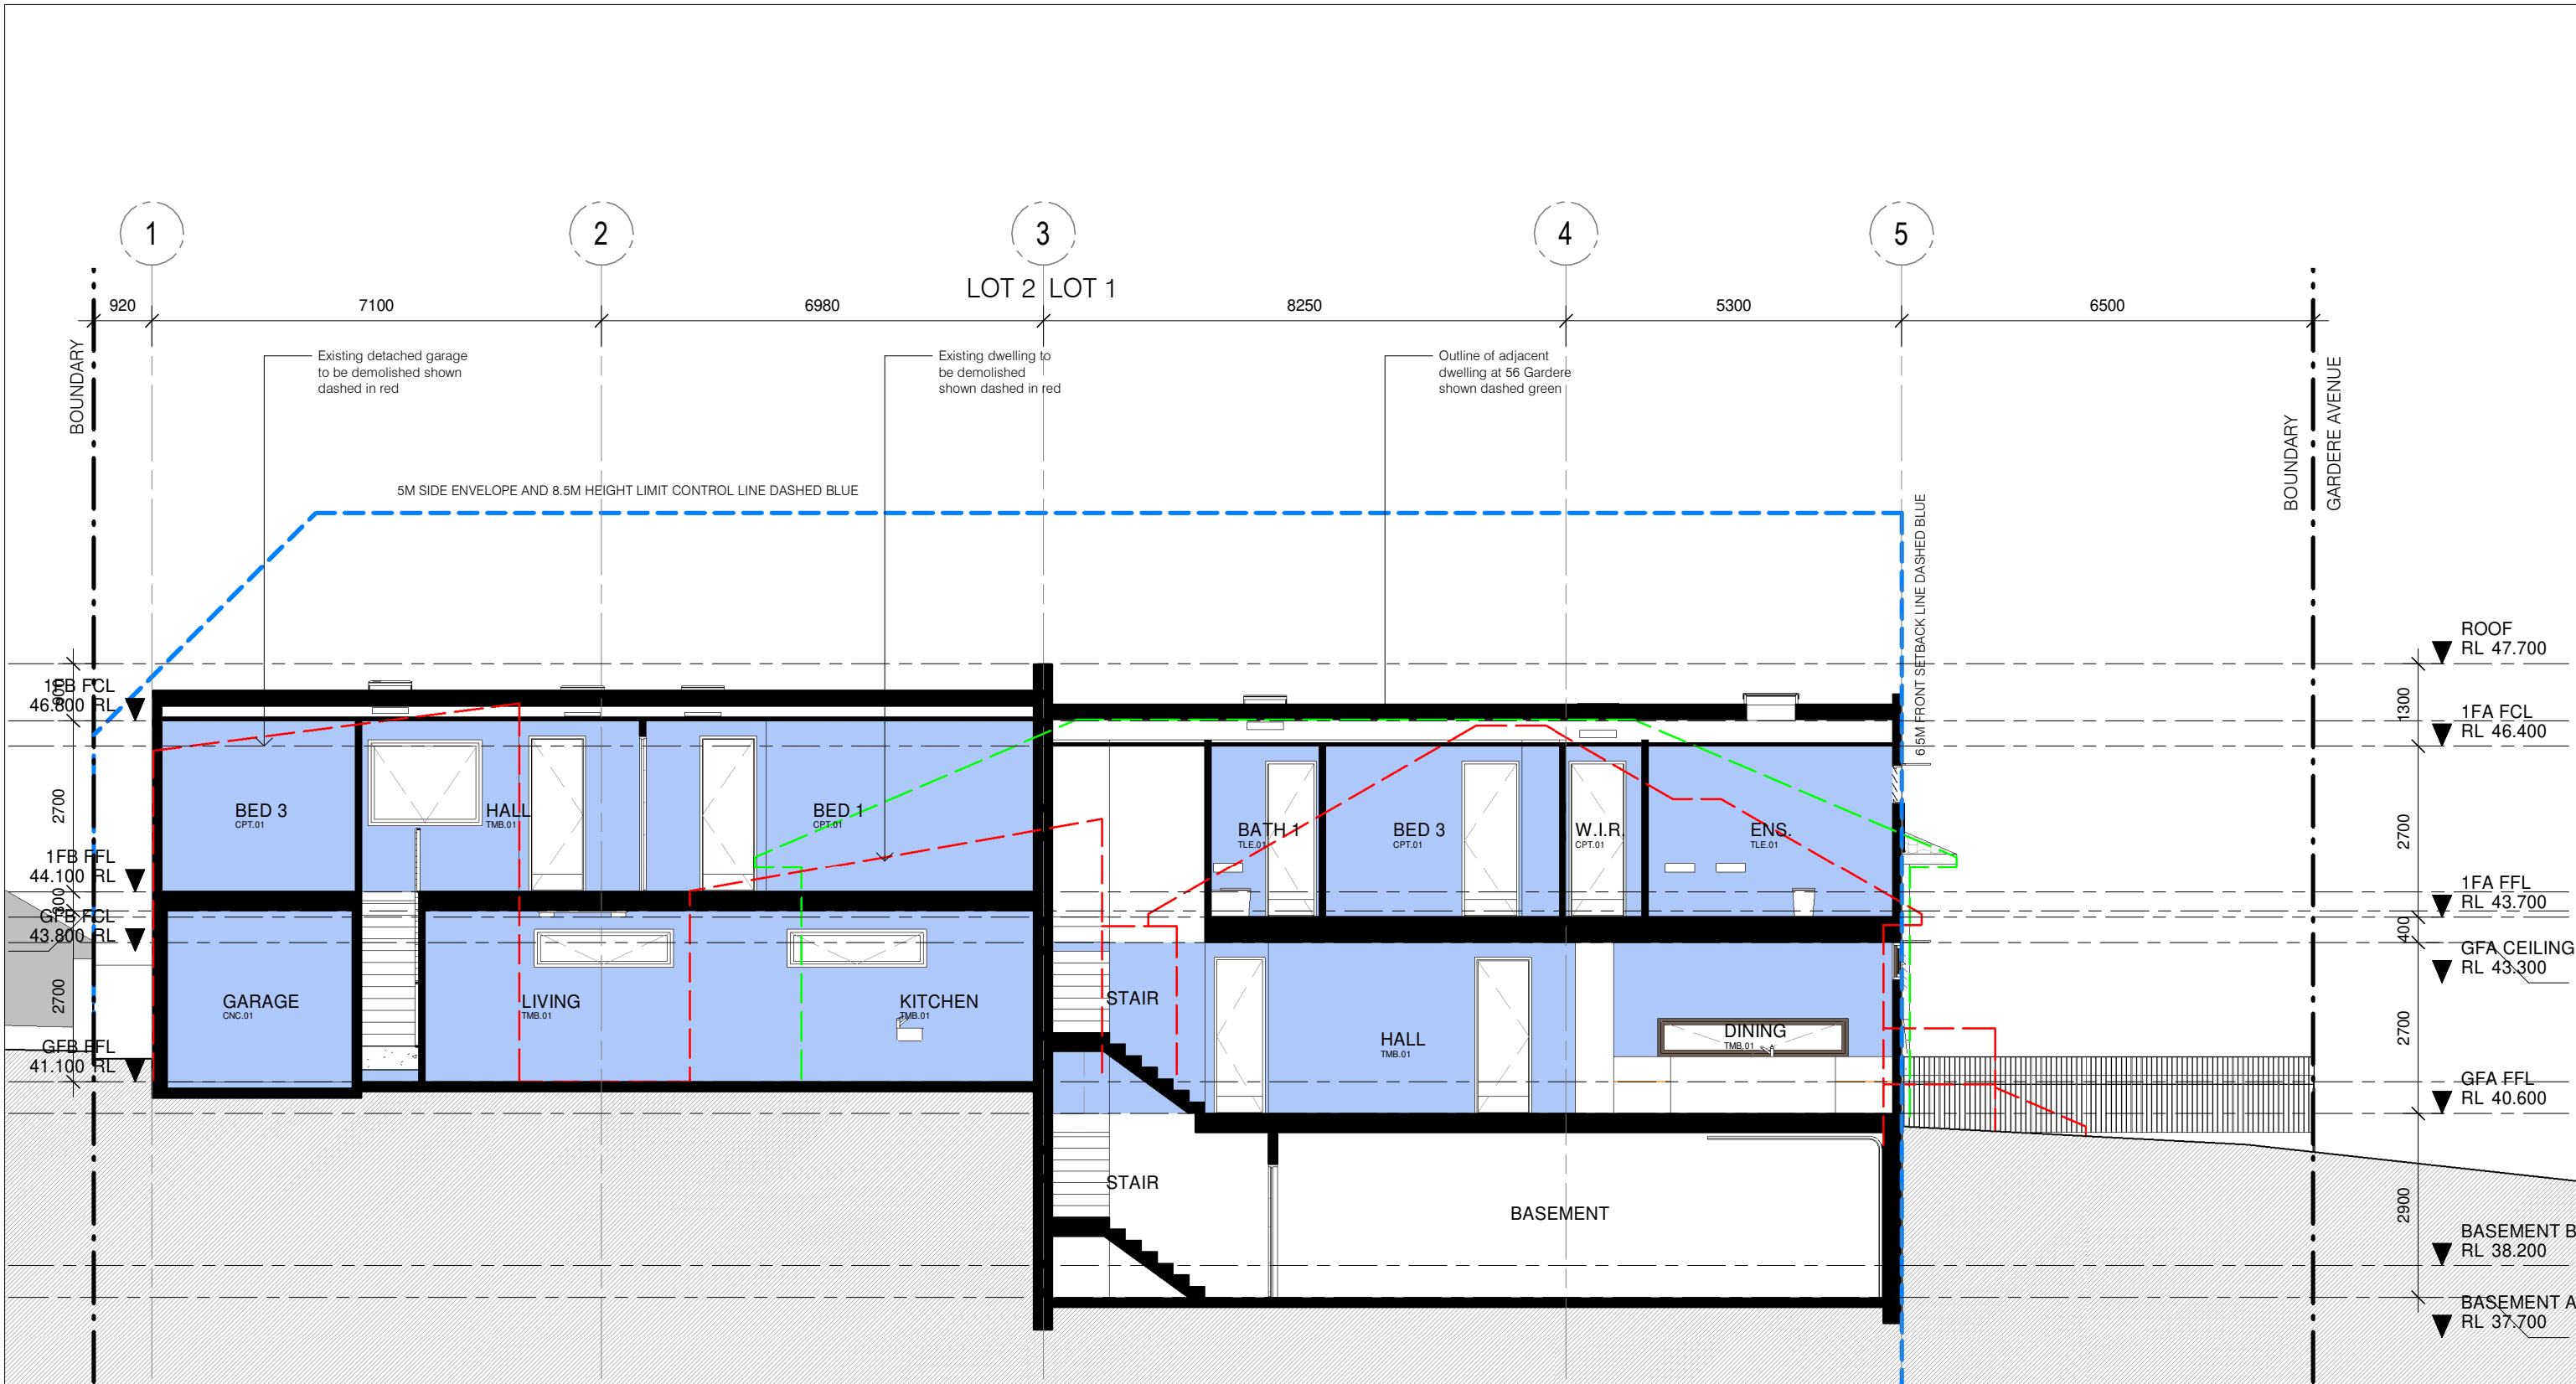 1
2
3
4
5
LOT 2 LOT 1
920
7100
6980
8250
5300
6500
BOUNDARY
Existing detached garage
to be demolished shown
dashed in red
Existing dwelling to
be demolished
shown dashed in red
Outline of adjacent
dwelling at 56 Gardere
shown dashed green
BOUNDARY
GARDERE AVENUE
5M SIDE ENVELOPE AND 8.5M HEIGHT LIMIT CONTROL LINE DASHED BLUE
6.5M FRONT SETBACK LINE DASHED BLUE
1FB FCL
46.800 RL
900
2700
1FB FFL
44.100 RL
300
GFB FCL
43.800 RL
2700
GFB FFL
41.100 RL
BED 3
CPT.01
HALL
TMB.01
BED 1
CPT.01
BATH 1
TLE.01
BED 3
CPT.01
W.I.R.
CPT.01
ENS.
TLE.01
GARAGE
CNC.01
LIVING
TMB.01
KITCHEN
TMB.01
STAIR
HALL
TMB.01
DINING
TMB.01
STAIR
BASEMENT
ROOF
RL 47.700
1300
1FA FCL
RL 46.400
2700
1FA FFL
RL 43.700
400
GFA CEILING
RL 43.300
2700
GFA FFL
RL 40.600
2900
BASEMENT B
RL 38.200
BASEMENT A
RL 37.700